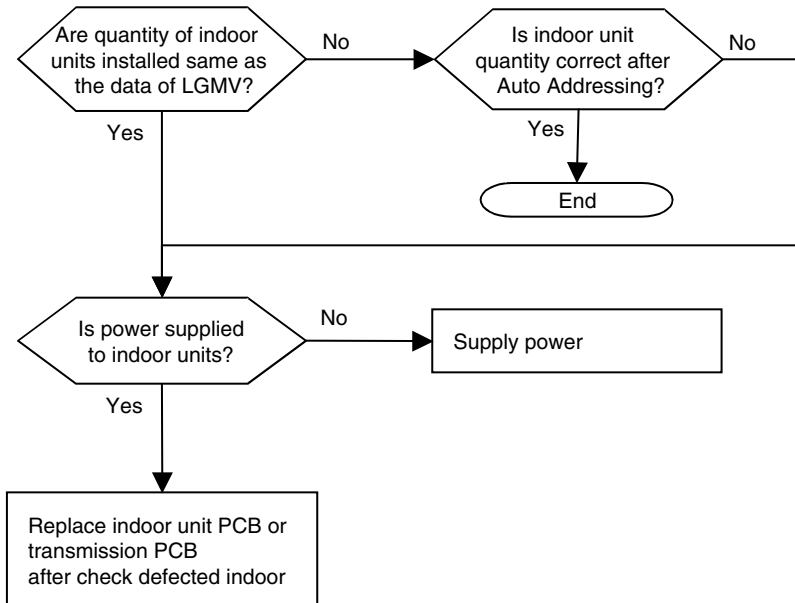 Are quantity of indoor
units installed same as
the data of LGMV?
No
Is indoor unit
quantity correct after
Auto Addressing?
No
Yes
Yes
End
Is power supplied
to indoor units?
No
Supply power
Yes
Replace indoor unit PCB or
transmission PCB
after check defected indoor